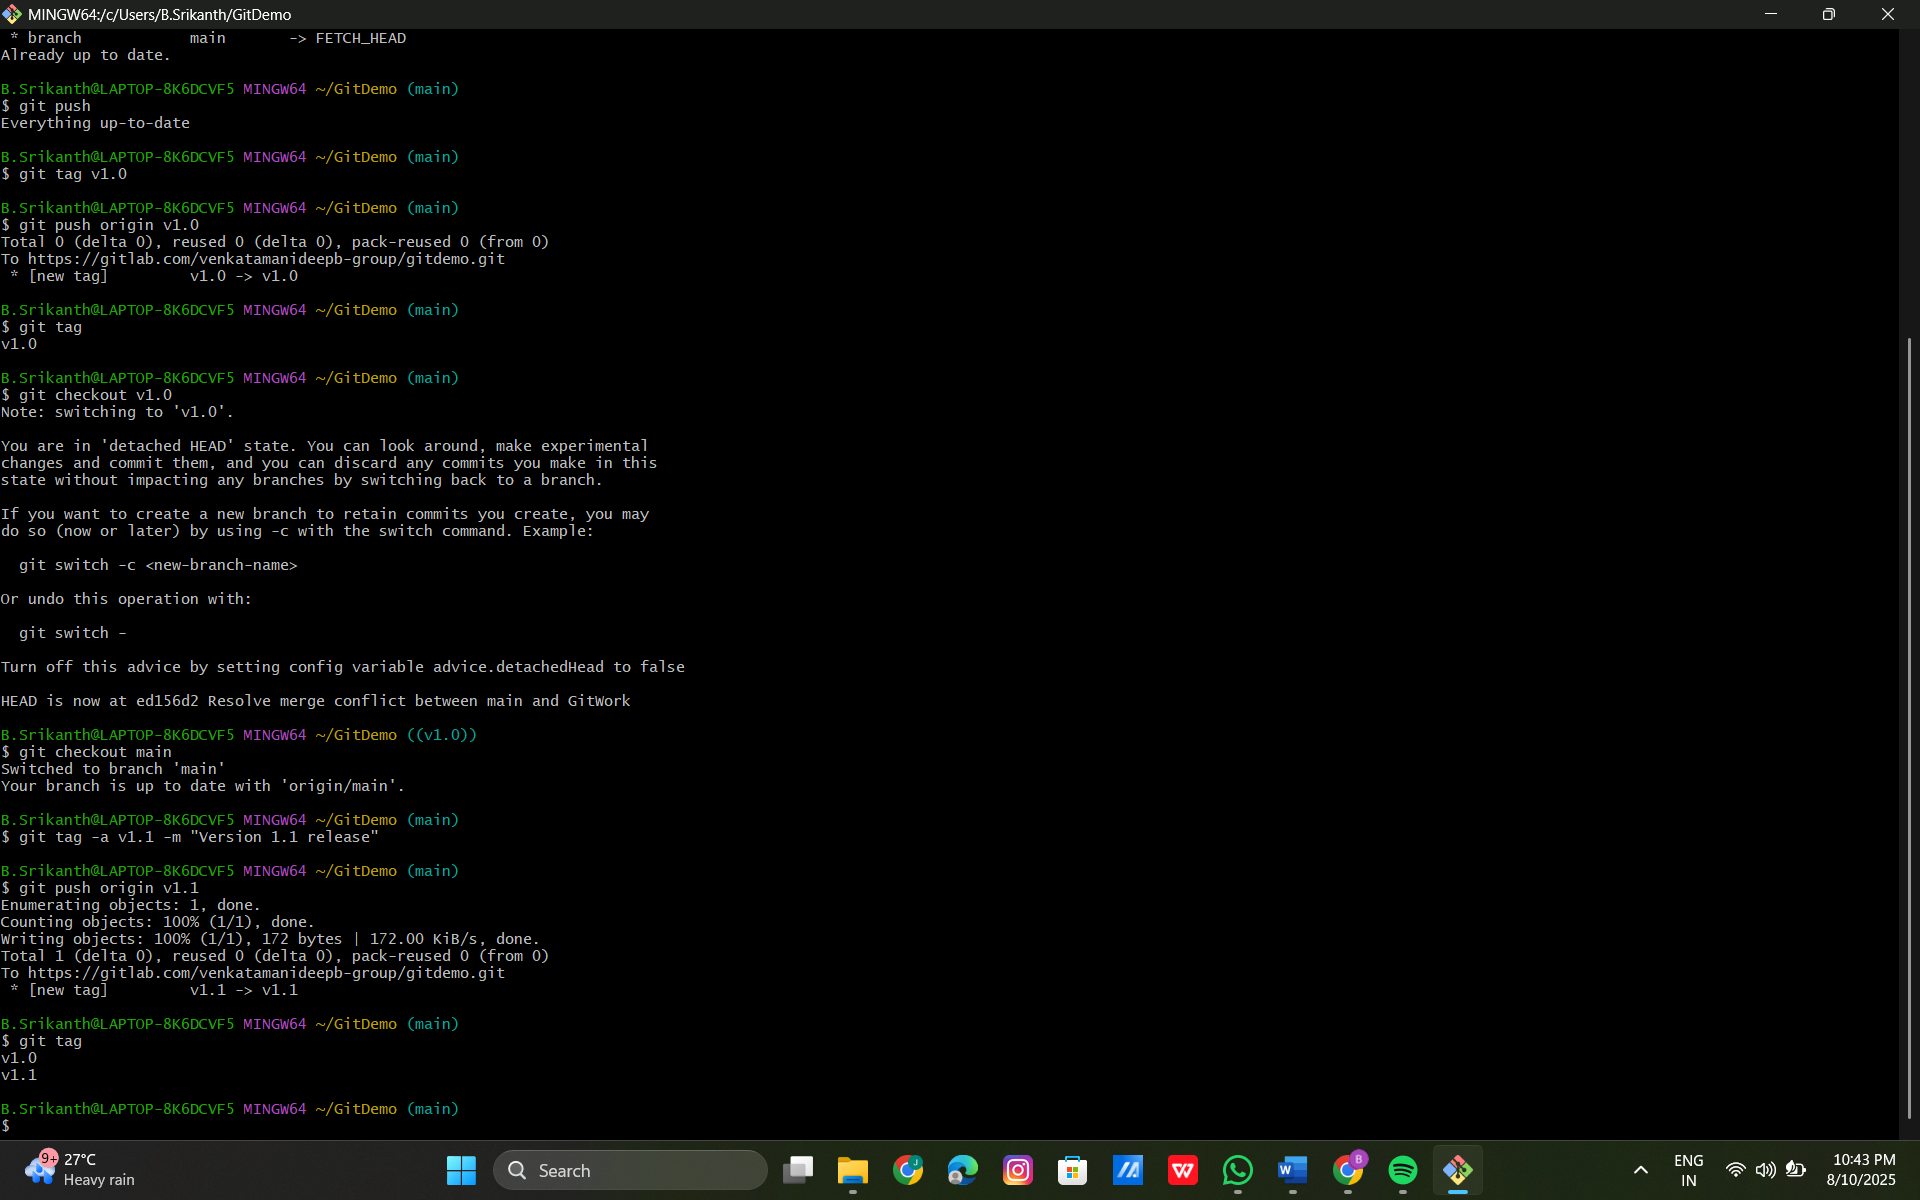 MINGW64:/c/Users/B.Srikanth/GitDemo
* branch main -> FETCH_HEAD
Already up to date.
B.Srikanth@LAPTOP-8K6DCVF5 MINGW64 ~/GitDemo (main)
$ git push
Everything up-to-date
B.Srikanth@LAPTOP-8K6DCVF5 MINGW64 ~/GitDemo (main)
$ git tag v1.0
B.Srikanth@LAPTOP-8K6DCVF5 MINGW64 ~/GitDemo (main)
$ git push origin v1.0
Total 0 (delta 0), reused 0 (delta 0), pack-reused 0 (from 0)
To https://gitlab.com/venkatamanideepb-group/gitdemo.git
* [new tag] v1.0 -> v1.0
B.Srikanth@LAPTOP-8K6DCVF5 MINGW64 ~/GitDemo (main)
$ git tag
v1.0
B.Srikanth@LAPTOP-8K6DCVF5 MINGW64 ~/GitDemo (main)
$ git checkout v1.0
Note: switching to 'v1.0'.
You are in 'detached HEAD' state. You can look around, make experimental
changes and commit them, and you can discard any commits you make in this
state without impacting any branches by switching back to a branch.
If you want to create a new branch to retain commits you create, you may
do so (now or later) by using -c with the switch command. Example:
git switch -c <new-branch-name>
Or undo this operation with:
git switch -
Turn off this advice by setting config variable advice.detachedHead to false
HEAD is now at ed156d2 Resolve merge conflict between main and GitWork
B.Srikanth@LAPTOP-8K6DCVF5 MINGW64 ~/GitDemo ((v1.0))
$ git checkout main
Switched to branch 'main'
Your branch is up to date with 'origin/main'.
B.Srikanth@LAPTOP-8K6DCVF5 MINGW64 ~/GitDemo (main)
$ git tag -a v1.1 -m "Version 1.1 release"
B.Srikanth@LAPTOP-8K6DCVF5 MINGW64 ~/GitDemo (main)
$ git push origin v1.1
Enumerating objects: 1, done.
Counting objects: 100% (1/1), done.
Writing objects: 100% (1/1), 172 bytes | 172.00 KiB/s, done.
Total 1 (delta 0), reused 0 (delta 0), pack-reused 0 (from 0)
To https://gitlab.com/venkatamanideepb-group/gitdemo.git
* [new tag] v1.1 -> v1.1
B.Srikanth@LAPTOP-8K6DCVF5 MINGW64 ~/GitDemo (main)
$ git tag
v1.0
v1.1
B.Srikanth@LAPTOP-8K6DCVF5 MINGW64 ~/GitDemo (main)
$
9+ 27°C
Heavy rain
Search
J
W
W
B
ENG
IN
10:43 PM
8/10/2025